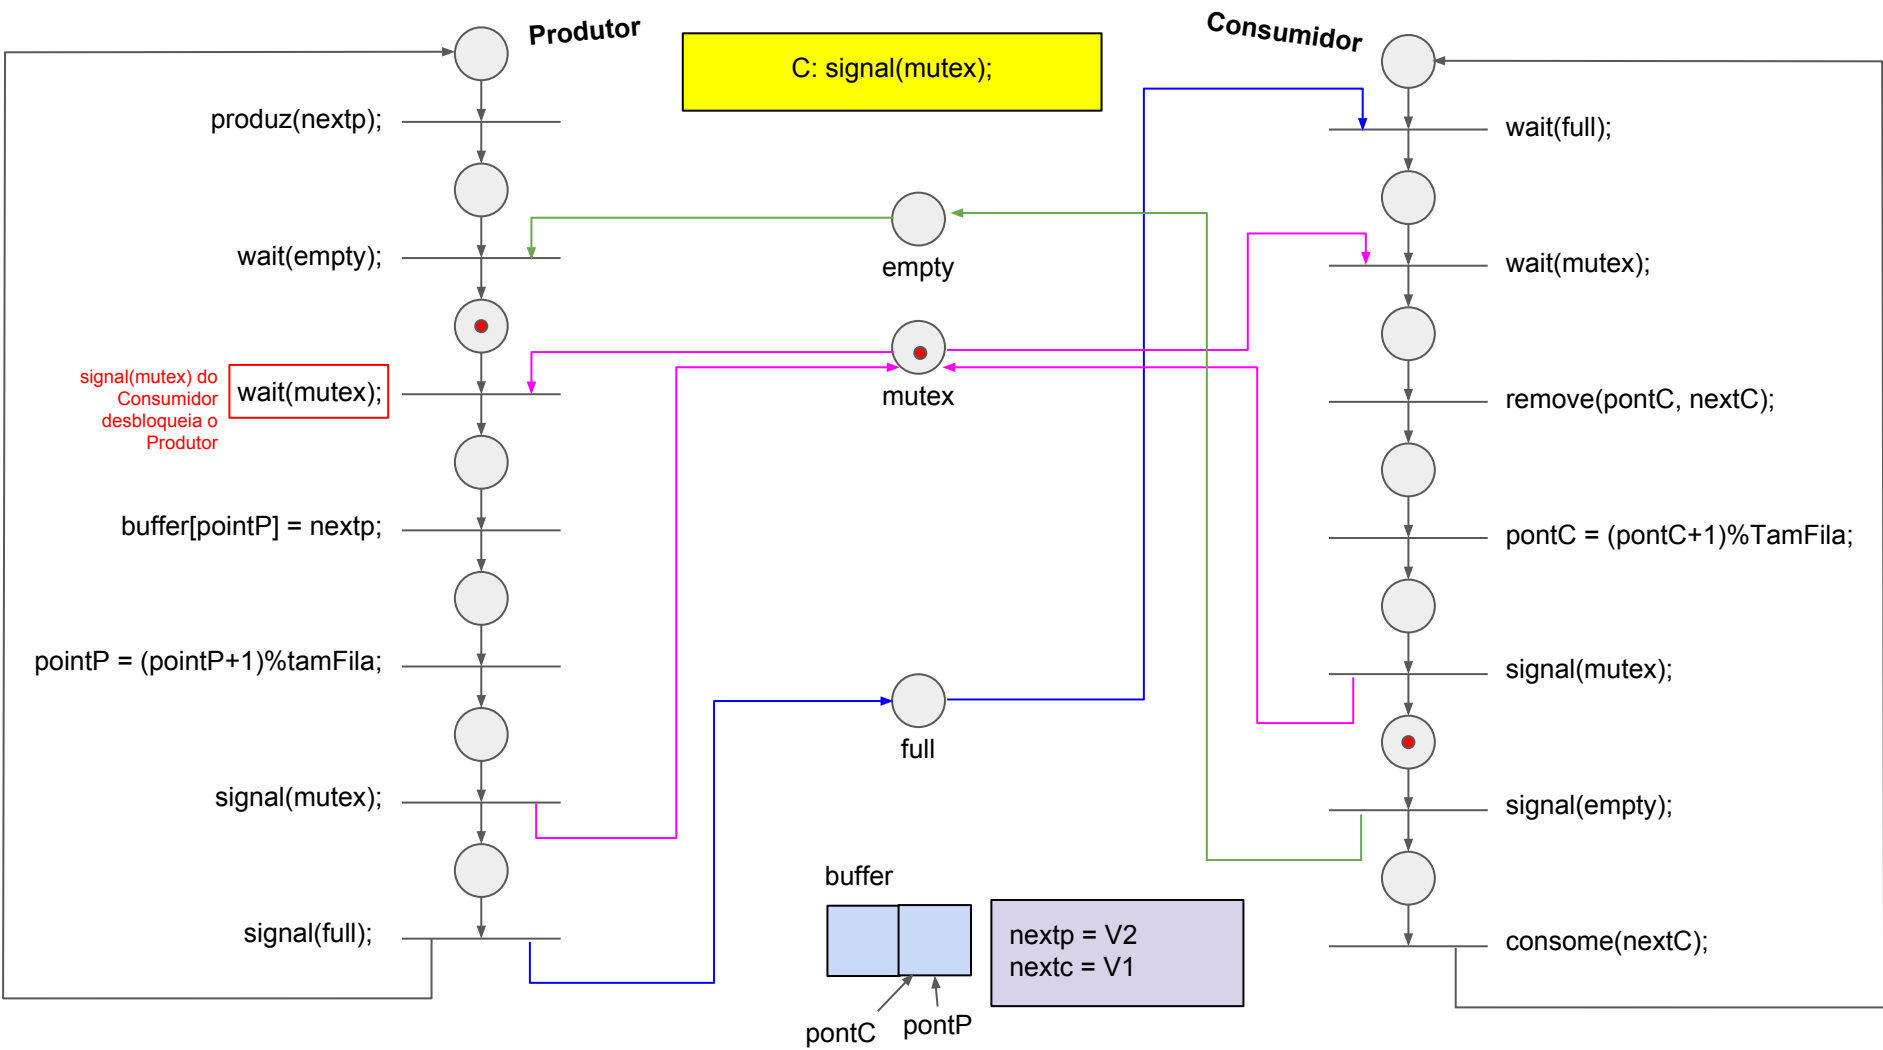 Produtor
Consumidor
C: signal(mutex);
produz(nextp);
wait(empty);
signal(mutex) do
Consumidor
desbloqueia o
Produtor
wait(mutex);
buffer[pointP] = nextp;
pointP = (pointP+1)%tamFila;
signal(mutex);
signal(full);
empty
mutex
full
wait(full);
wait(mutex);
remove(pontC, nextC);
pontC = (pontC+1)%TamFila;
signal(mutex);
signal(empty);
consome(nextC);
buffer
pontC
pontP
nextp = V2
nextc = V1